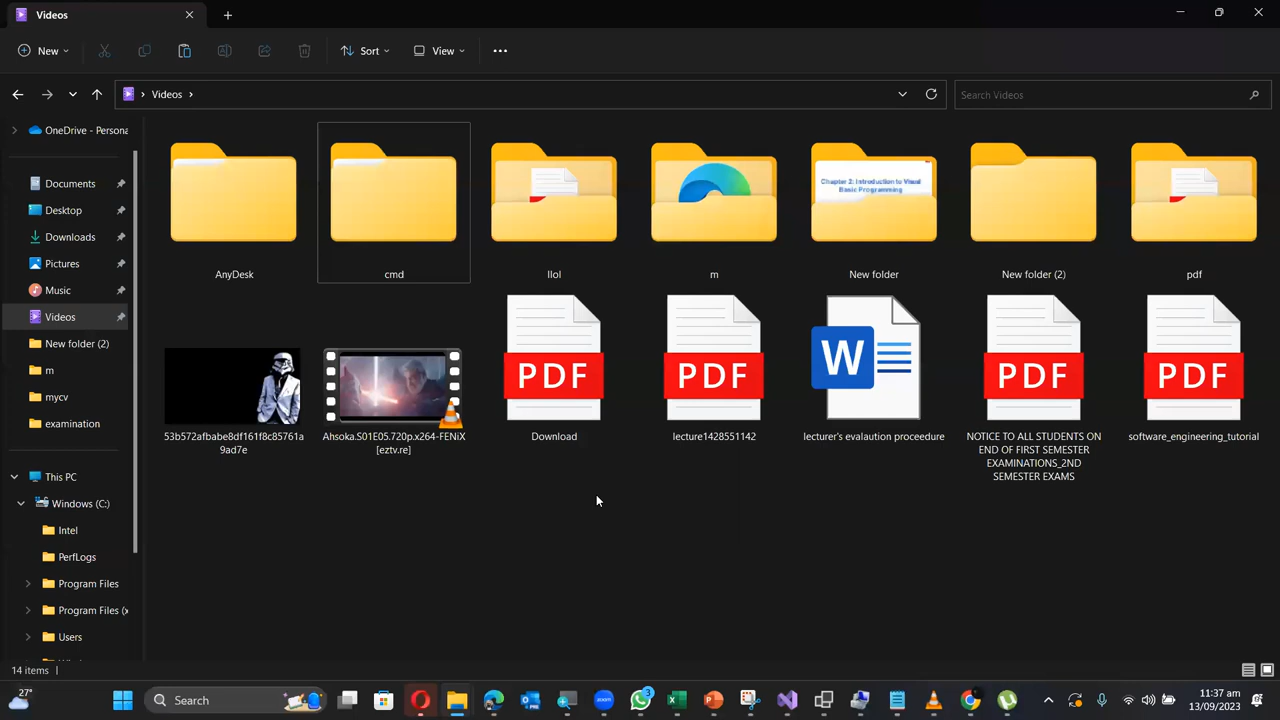 Videos
New
Sort
View
Videos
Search Videos
OneDrive - Persona
Documents
Desktop
Downloads
Pictures
Music
Videos
New folder (2)
m
mycv
examination
This PC
Windows (C:)
Intel
PerfLogs
Program Files
Program Files (x
Users
AnyDesk
cmd
llol
m
Chapter 2: Introduction to Visual
Basic Programming
New folder
New folder (2)
pdf
53b572afbabe8df161f8c85761a
9ad7e
Ahsoka.S01E05.720p.x264-FENiX
[eztv.re]
PDF
Download
PDF
lecture1428551142
W
lecturer's evalaution proceedure
PDF
NOTICE TO ALL STUDENTS ON
END OF FIRST SEMESTER
EXAMINATIONS_2ND
SEMESTER EXAMS
PDF
software_engineering_tutorial
14 items
27°
Search
3
11:37 am
13/09/2023